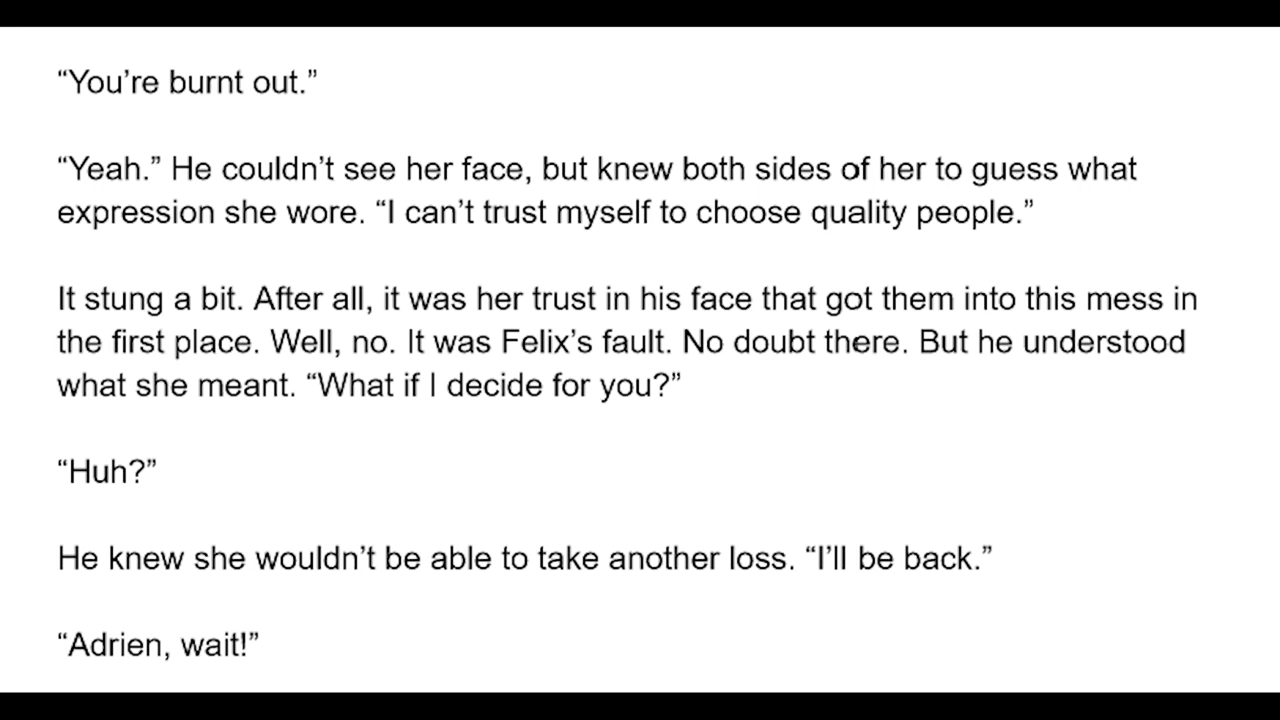 “You’re burnt out.”
“Yeah.” He couldn’t see her face, but knew both sides of her to guess what
expression she wore. “I can’t trust myself to choose quality people.”
It stung a bit. After all, it was her trust in his face that got them into this mess in
the first place. Well, no. It was Felix’s fault. No doubt there. But he understood
what she meant. “What if I decide for you?”
“Huh?”
He knew she wouldn’t be able to take another loss. “I’ll be back.”
“Adrien, wait!”